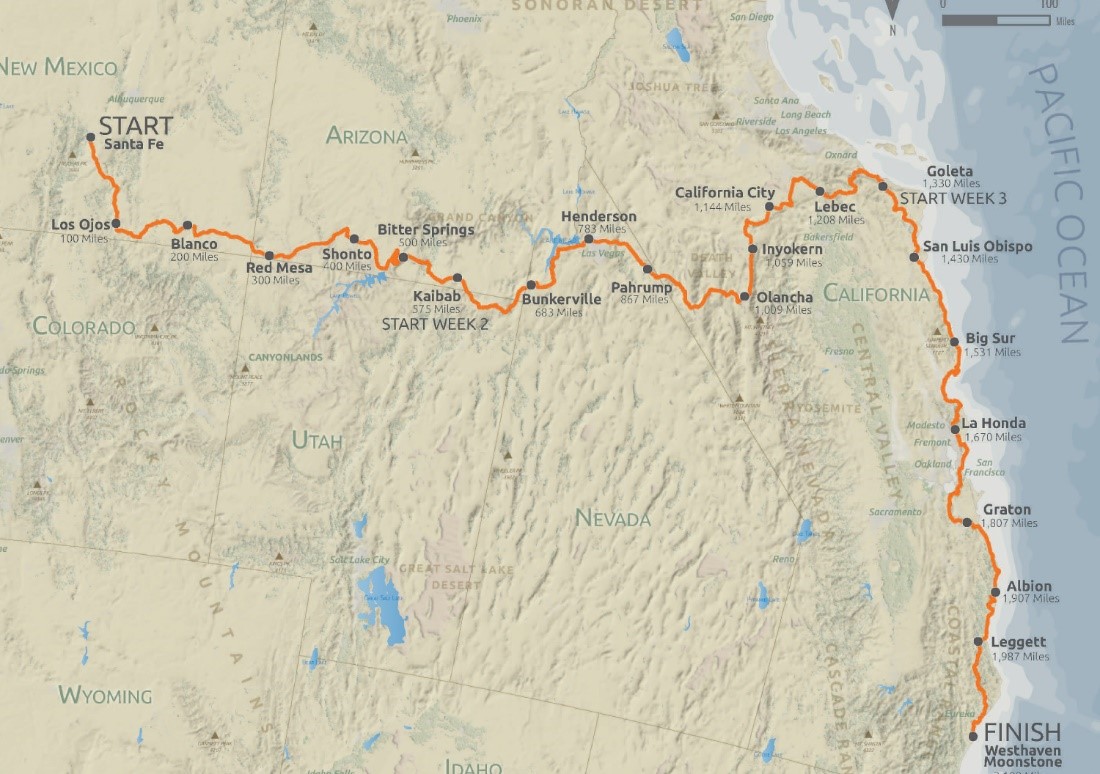 SONORAN DESERT
Phoenix
San Diego
0
100
Miles
N
NEW MEXICO
Albuquerque
START
Santa Fe
ARIZONA
JOSHUA TREE
Santa Ana
Long Beach
Riverside
Los Angeles
Oxnard
PACIFIC OCEAN
Goleta
1,330 Miles
START WEEK 3
California City
1,144 Miles
Lebec
1,208 Miles
Bakersfield
Los Ojos
100 Miles
Blanco
200 Miles
Red Mesa
300 Miles
Shonto
400 Miles
GRAND CANYON
Bitter Springs
500 Miles
Henderson
783 Miles
Las Vegas
DEATH
VALLEY
Inyokern
1,059 Miles
San Luis Obispo
1,430 Miles
Kaibab
575 Miles
START WEEK 2
Bunkerville
683 Miles
Pahrump
867 Miles
Olancha
1,009 Miles
CALIFORNIA
COLORADO
CANYONLANDS
Fresno
Big Sur
1,531 Miles
ROCKY MOUNTAINS
YOSEMITE
SIERRA NEVADA
CENTRAL VALLEY
UTAH
Modesto
Fremont
Oakland
San
Francisco
La Honda
1,670 Miles
NEVADA
Sacramento
Graton
1,807 Miles
Salt Lake City
GREAT SALT LAKE
DESERT
Great Salt Lake
Reno
Albion
1,907 Miles
COASTAL
Leggett
1,987 Miles
WYOMING
CASCADE RAN
Eureka
FINISH
Westhaven
Moonstone
IDAHO
Idaho Falls